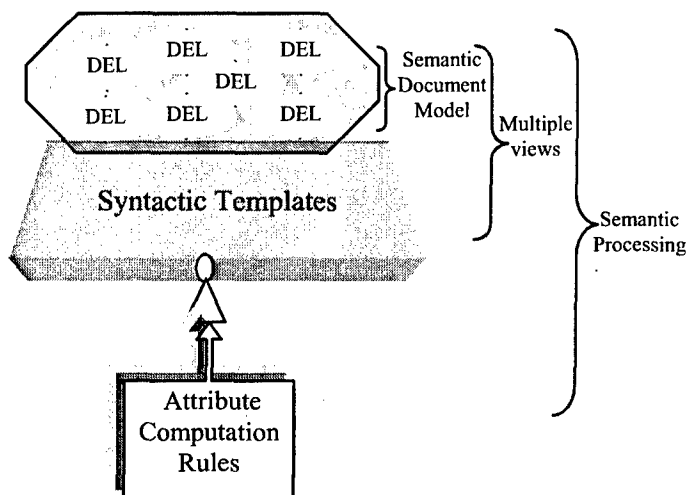 DEL DEL DEL
DEL
DEL DEL DEL
Semantic
Document
Model
Multiple
views
Syntactic Templates
Semantic
Processing
Attribute
Computation
Rules